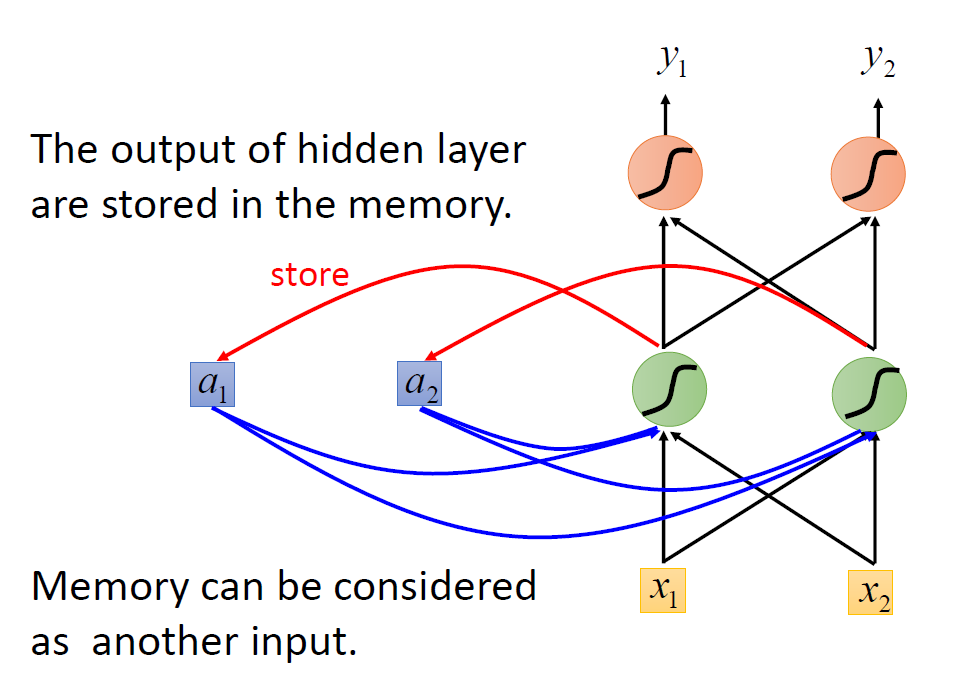 y₁ y₂
The output of hidden layer
are stored in the memory.
store
a₁ a₂
x₁ x₂
Memory can be considered
as another input.